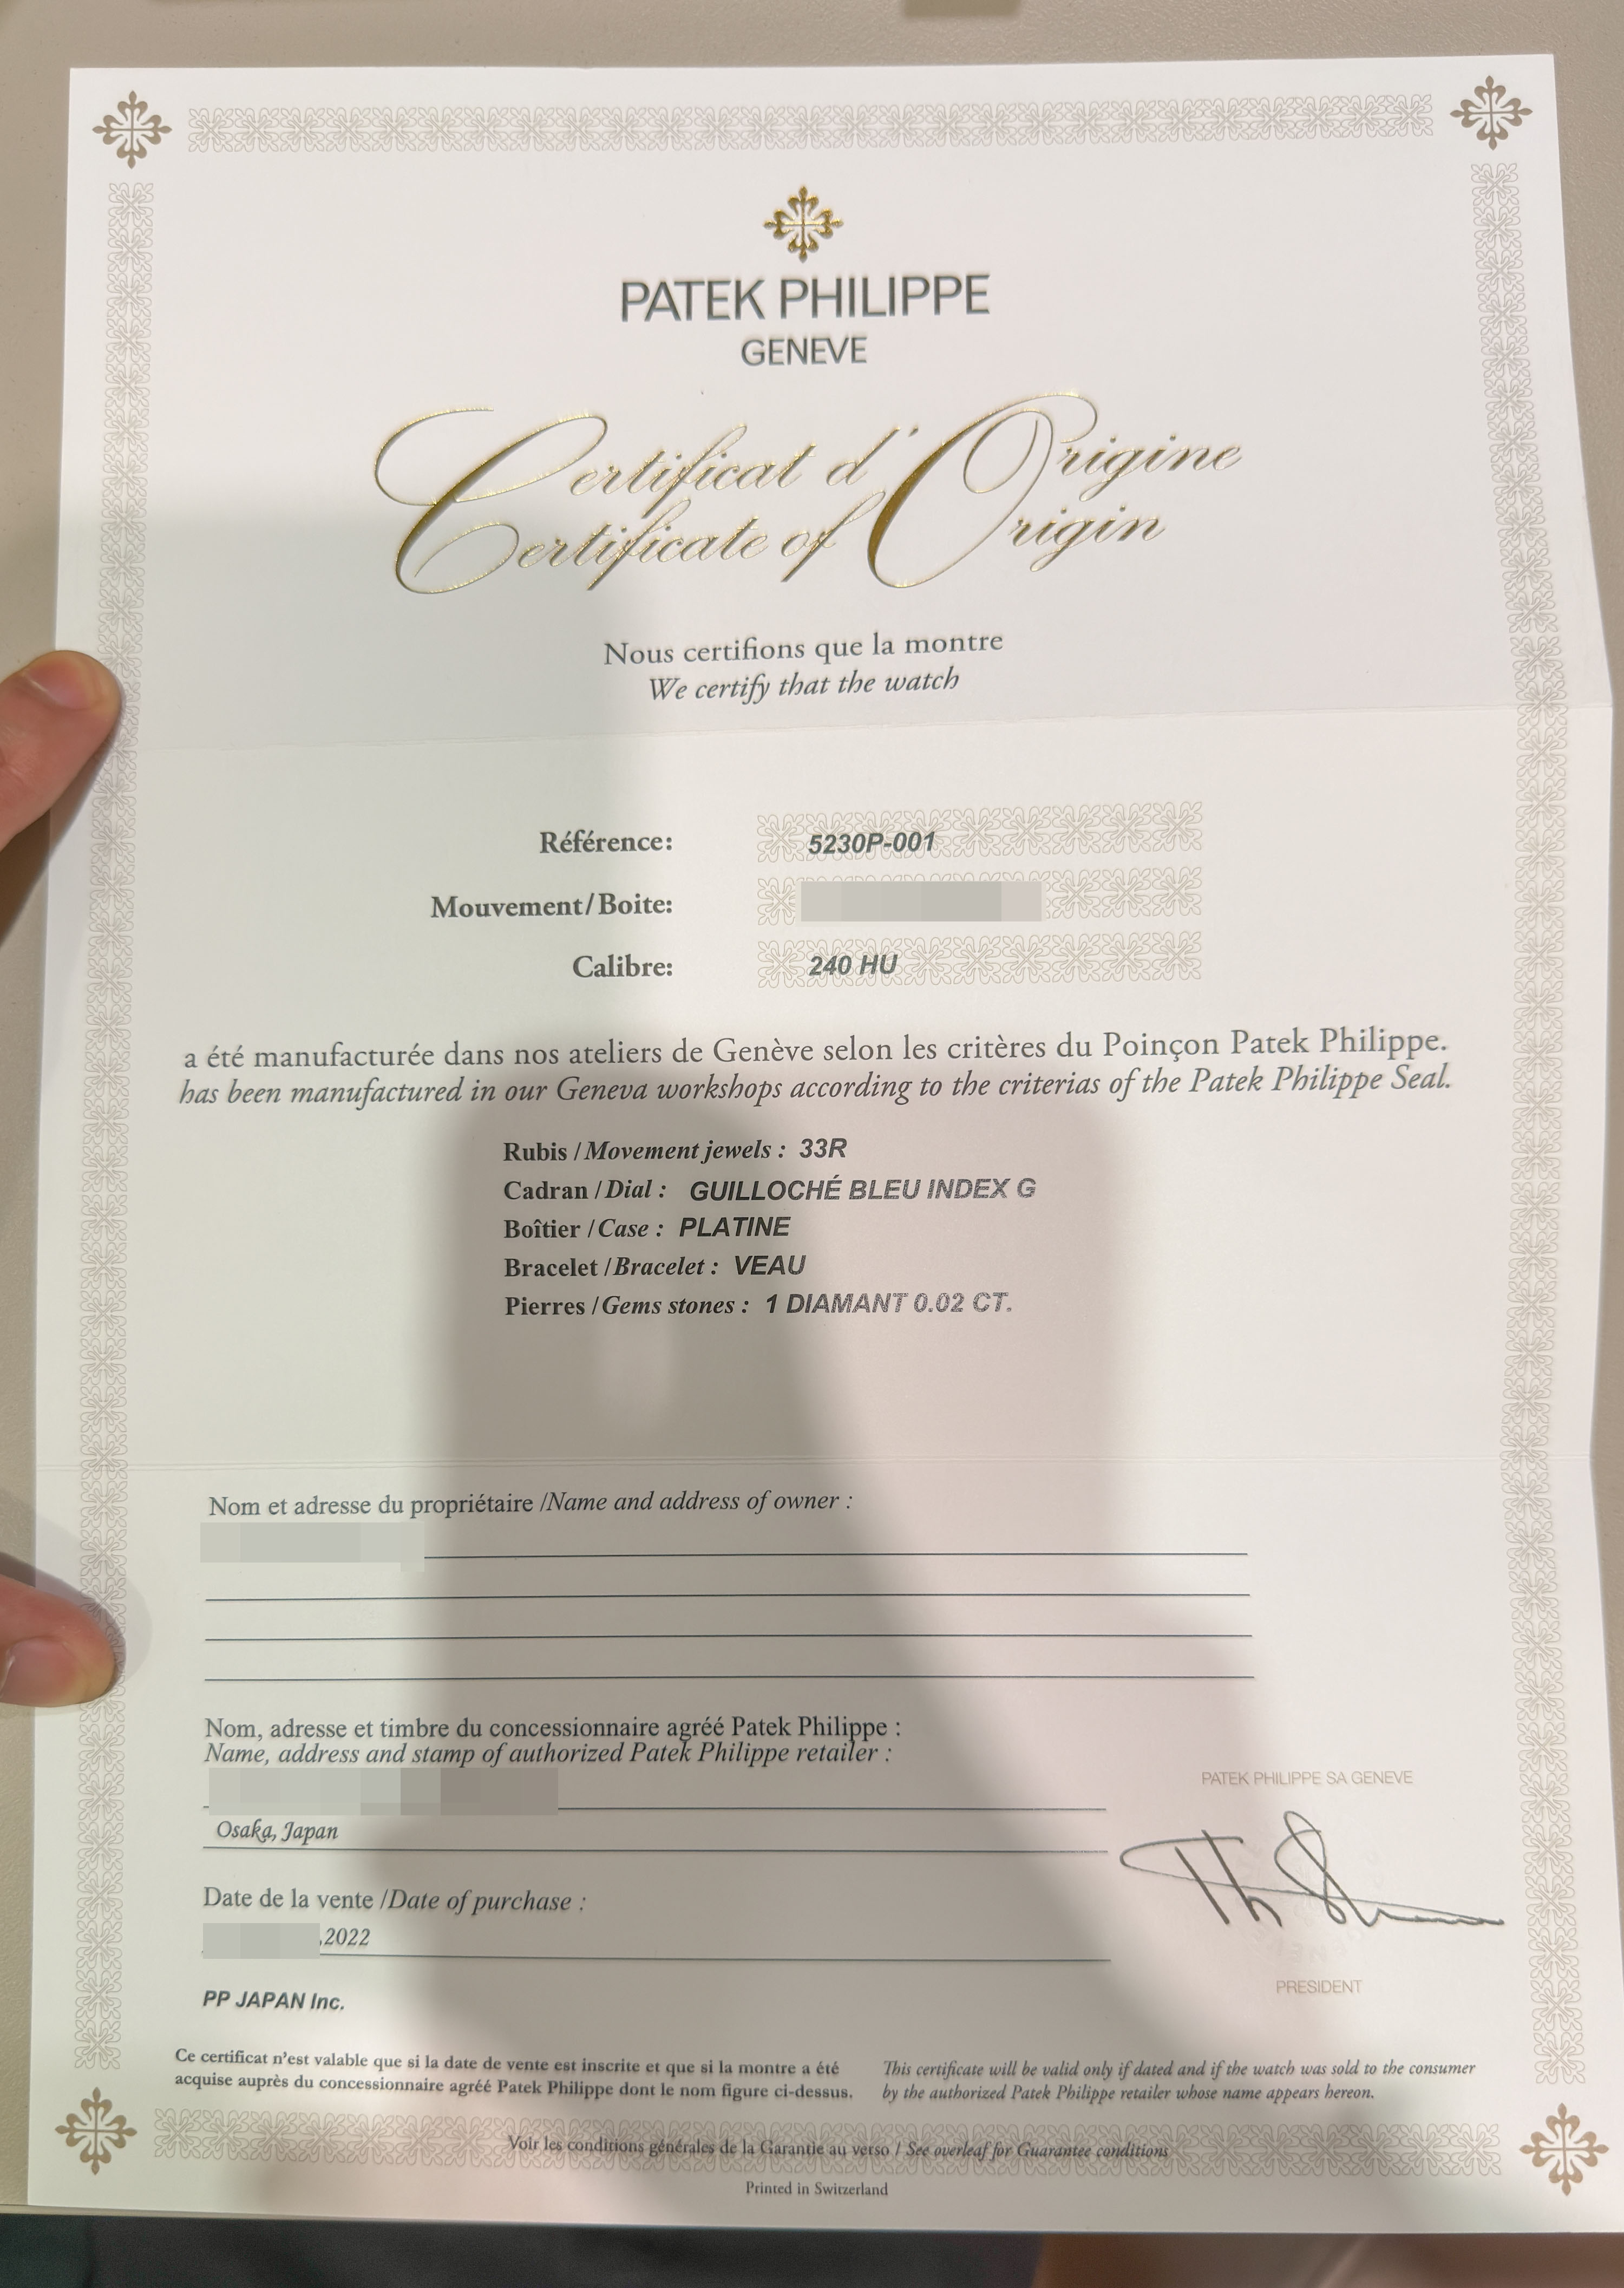 PATEK PHILIPPE
GENEVE
Certificat d'Origine
Certificate of Origin
Nous certifions que la montre
We certify that the watch
Référence: 5230P-001
Mouvement/Boite:
Calibre: 240 HU
a été manufacturée dans nos ateliers de Genève selon les critères du Poinçon Patek Philippe.
has been manufactured in our Geneva workshops according to the criterias of the Patek Philippe Seal.
Rubis / Movement jewels : 33R
Cadran / Dial : GUILLOCHÉ BLEU INDEX G
Boîtier / Case : PLATINE
Bracelet / Bracelet : VEAU
Pierres / Gems stones : 1 DIAMANT 0.02 CT.
Nom et adresse du propriétaire /Name and address of owner :
Nom, adresse et timbre du concessionnaire agréé Patek Philippe :
Name, address and stamp of authorized Patek Philippe retailer :
Osaka, Japan
Date de la vente /Date of purchase :
,2022
PP JAPAN Inc.
PATEK PHILIPPE SA GENEVE
PRESIDENT
Ce certificat n'est valable que si la date de vente est inscrite et que si la montre a été
acquise auprès du concessionnaire agréé Patek Philippe dont le nom figure ci-dessus.
This certificate will be valid only if dated and if the watch was sold to the consumer
by the authorized Patek Philippe retailer whose name appears hereon.
Voir les conditions générales de la Garantie au verso / See overleaf for Guarantee conditions
Printed in Switzerland